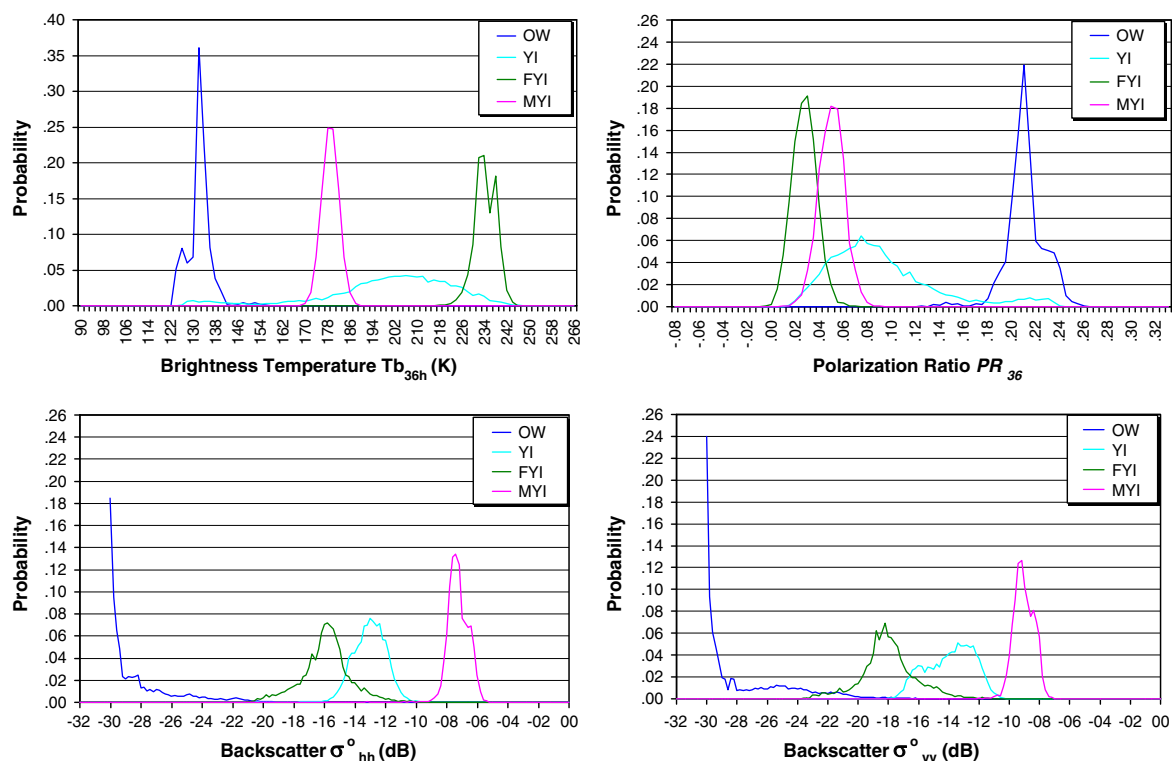 .40
.35
.30
.25
.20
.15
.10
.05
.00
Probability
90 98 106 114 122 130 138 146 154 162 170 178 186 194 202 210 218 226 234 242 250 258 266
Brightness Temperature Tb36h (K)
OW
YI
FYI
MYI
.26
.24
.22
.20
.18
.16
.14
.12
.10
.08
.06
.04
.02
.00
Probability
-.08 -.06 -.04 -.02 .00 .02 .04 .06 .08 .10 .12 .14 .16 .18 .20 .22 .24 .26 .28 .30 .32
Polarization Ratio PR 36
OW
YI
FYI
MYI
.26
.24
.22
.20
.18
.16
.14
.12
.10
.08
.06
.04
.02
.00
Probability
-32 -30 -28 -26 -24 -22 -20 -18 -16 -14 -12 -10 -08 -06 -04 -02 00
Backscatter σo hh (dB)
OW
YI
FYI
MYI
.26
.24
.22
.20
.18
.16
.14
.12
.10
.08
.06
.04
.02
.00
Probability
-32 -30 -28 -26 -24 -22 -20 -18 -16 -14 -12 -10 -08 -06 -04 -02 00
Backscatter σo vv (dB)
OW
YI
FYI
MYI